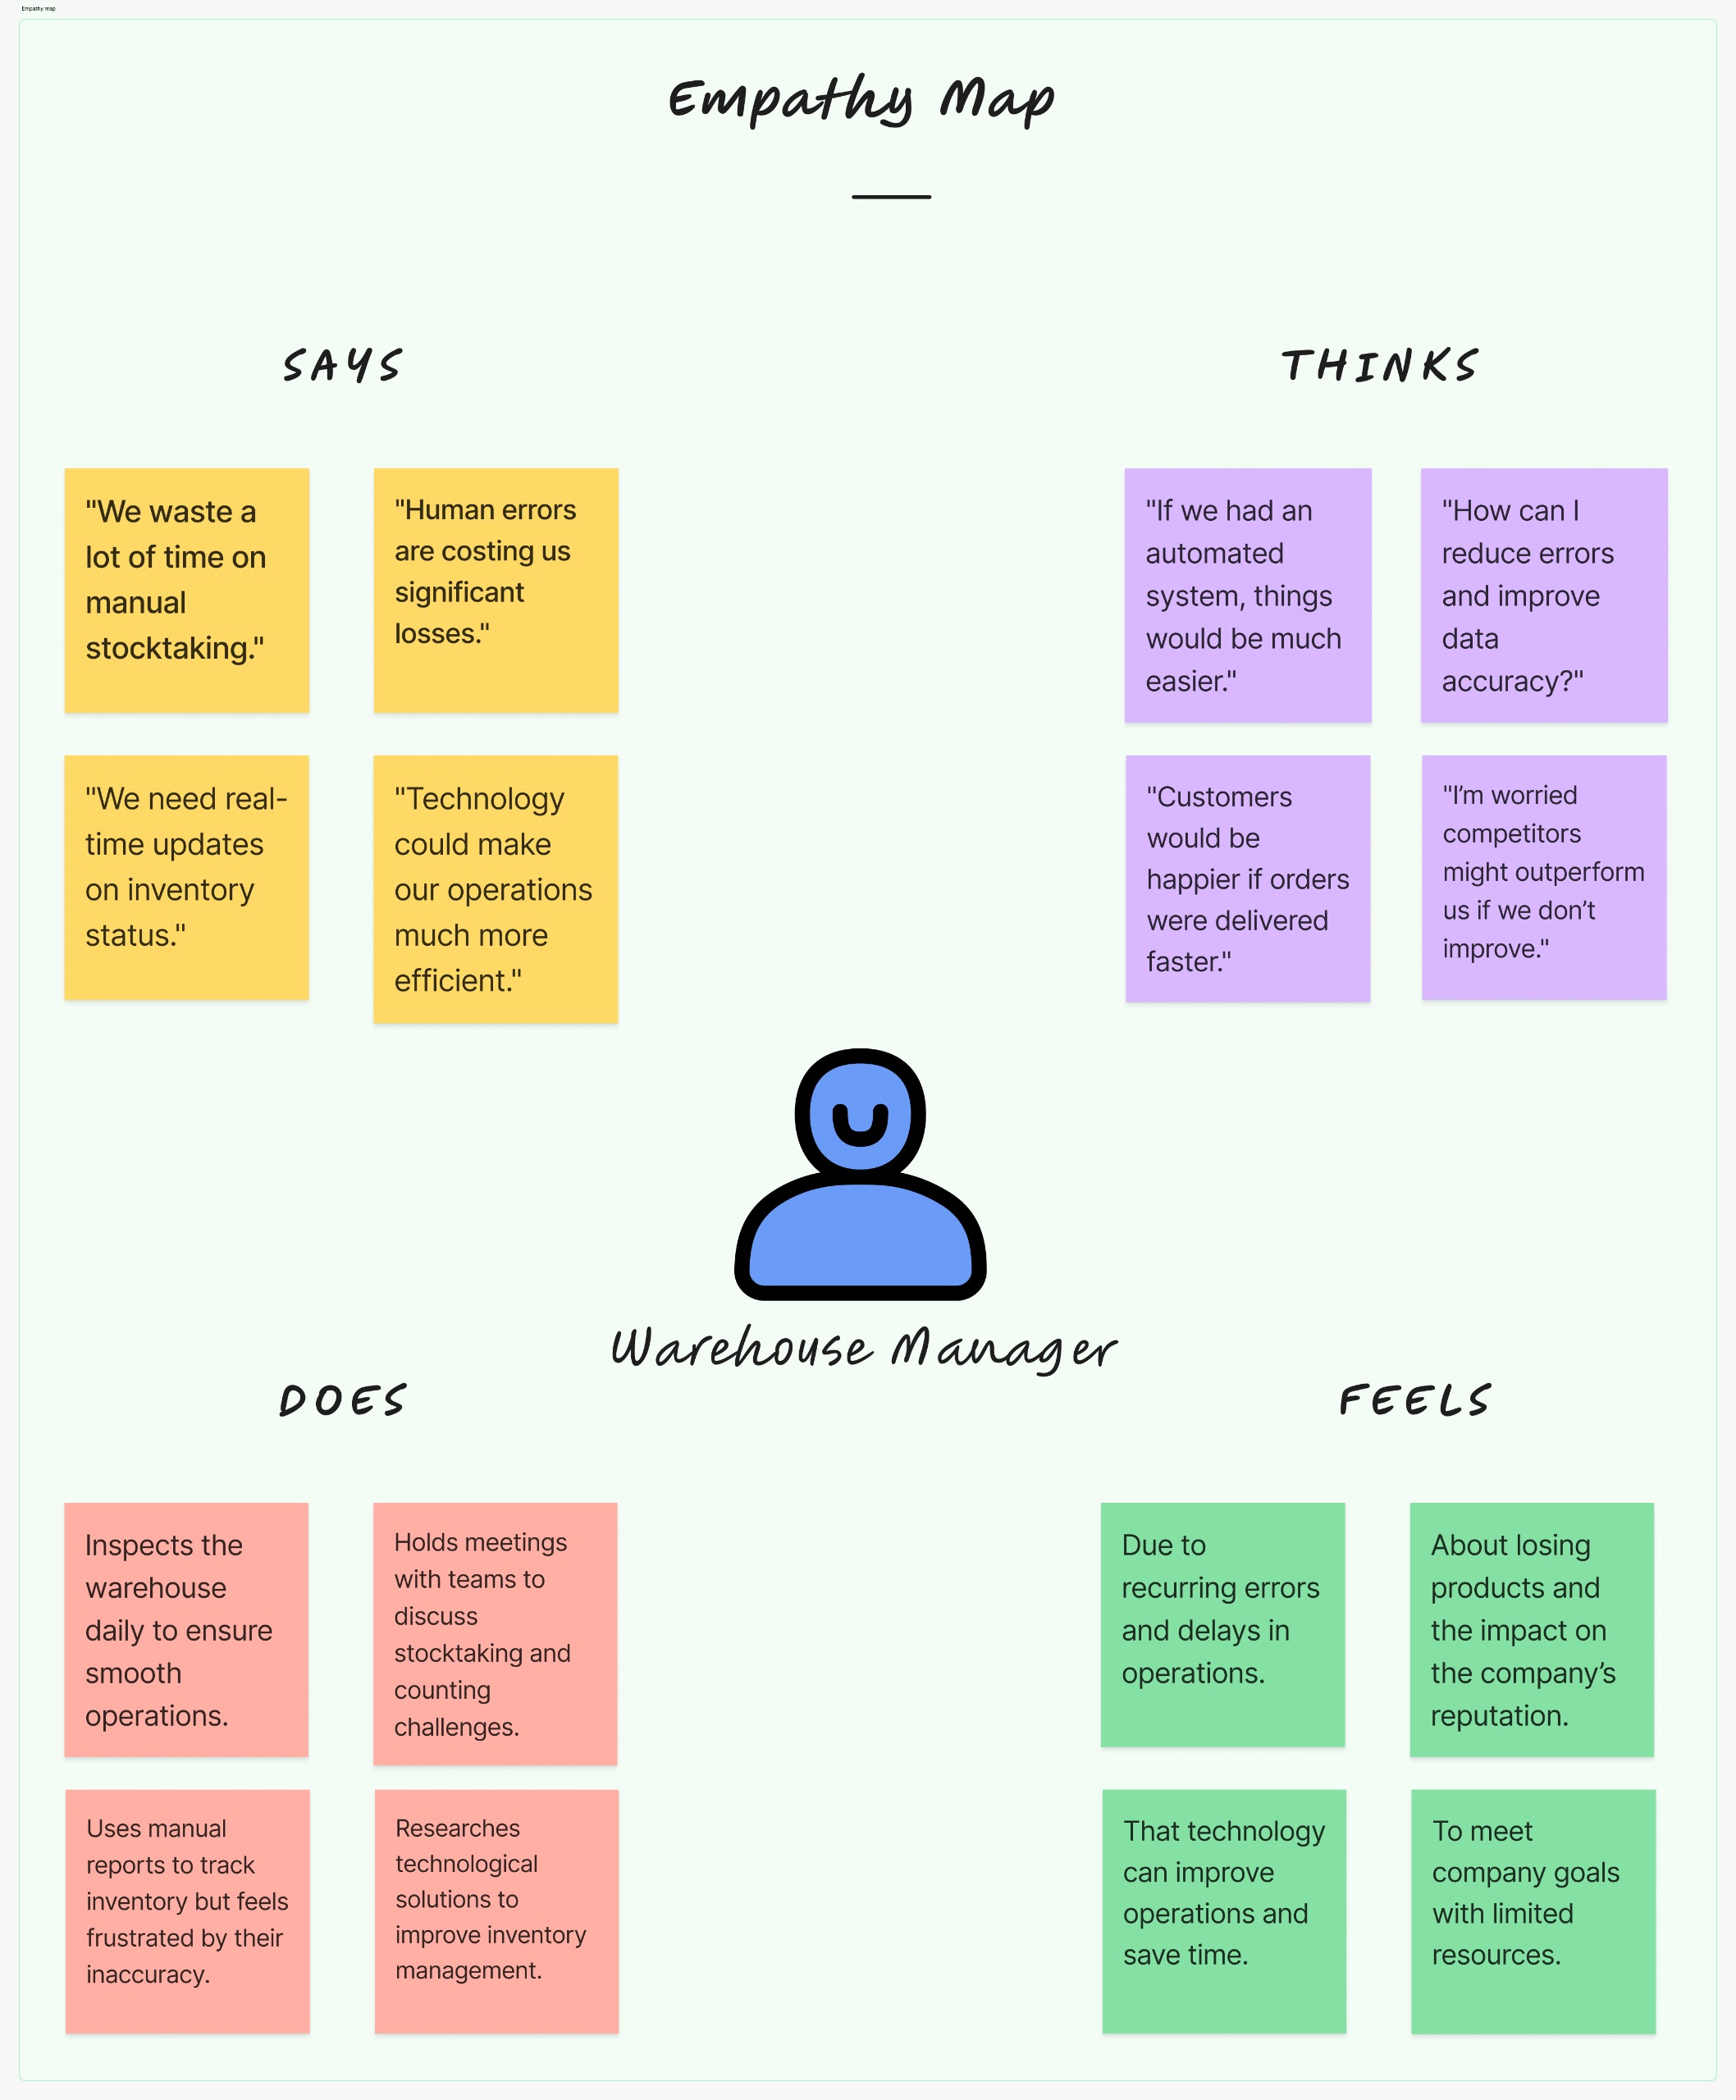 Empathy map
Empathy Map
SAYS
"We waste a
lot of time on
manual
stocktaking."
"Human errors
are costing us
significant
losses."
"We need real-
time updates
on inventory
status."
"Technology
could make
our operations
much more
efficient."
THINKS
"If we had an
automated
system, things
would be much
easier."
"How can I
reduce errors
and improve
data
accuracy?"
"Customers
would be
happier if orders
were delivered
faster."
"I’m worried
competitors
might outperform
us if we don’t
improve."
Warehouse Manager
DOES
Inspects the
warehouse
daily to ensure
smooth
operations.
Holds meetings
with teams to
discuss
stocktaking and
counting
challenges.
Uses manual
reports to track
inventory but feels
frustrated by their
inaccuracy.
Researches
technological
solutions to
improve inventory
management.
FEELS
Due to
recurring errors
and delays in
operations.
About losing
products and
the impact on
the company’s
reputation.
That technology
can improve
operations and
save time.
To meet
company goals
with limited
resources.